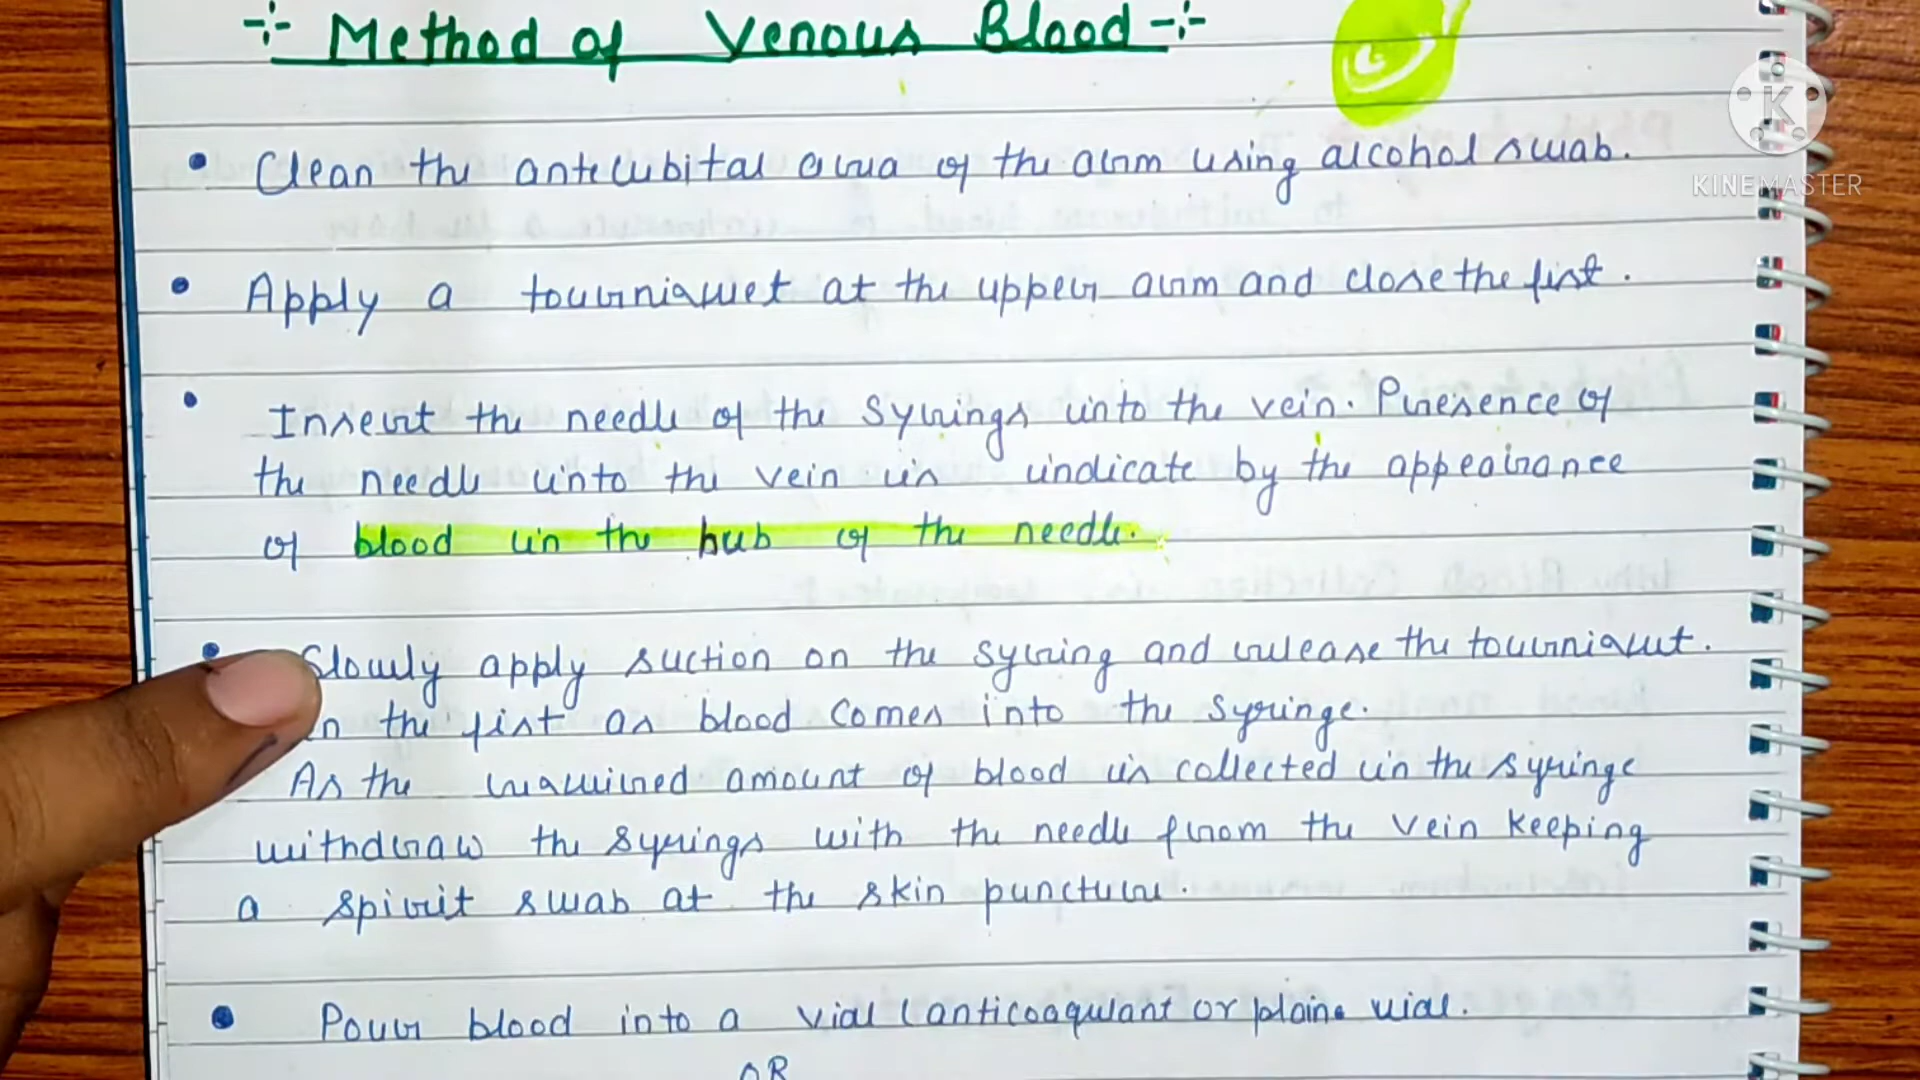 -:- Method of Venous Blood -:-
KINEMASTER
• Clean the antecubital area of the arm using alcohol swab.
• Apply a tourniquet at the upper arm and close the fist.
• Insert the needle of the Syrings into the vein. Presence of
the needle into the vein is indicate by the appearance
of blood in the hub of the needle.
• Slowly apply suction on the syring and release the tourniquet.
the fist as blood comes into the syringe.
As the required amount of blood is collected in the syringe
withdraw the syrings with the needle from the vein keeping
a spirit swab at the skin puncture.
• Pour blood into a vial (anticoagulant or plaine vial.
OR